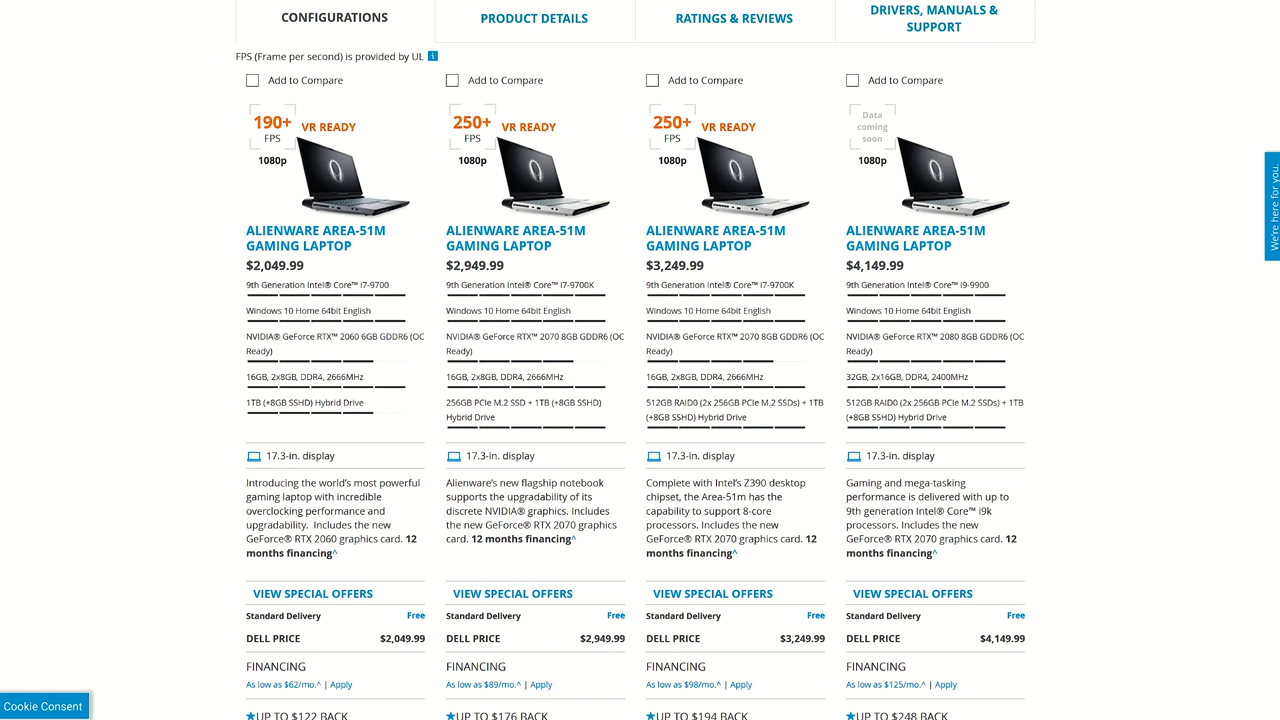 CONFIGURATIONS
PRODUCT DETAILS
RATINGS & REVIEWS
DRIVERS, MANUALS &
SUPPORT
FPS (Frame per second) is provided by UL i
Add to Compare
190+
FPS
VR READY
1080p
ALIENWARE AREA-51M
GAMING LAPTOP
$2,049.99
9th Generation Intel® Core™ i7-9700
Windows 10 Home 64bit English
NVIDIA® GeForce RTX™ 2060 6GB GDDR6 (OC
Ready)
16GB, 2x8GB, DDR4, 2666MHz
1TB (+8GB SSHD) Hybrid Drive
17.3-in. display
Introducing the world's most powerful
gaming laptop with incredible
overclocking performance and
upgradability. Includes the new
GeForce® RTX 2060 graphics card. 12
months financing^
VIEW SPECIAL OFFERS
Standard Delivery Free
DELL PRICE $2,049.99
FINANCING
As low as $62/mo.^ | Apply
★UP TO $122 BACK
Add to Compare
250+
FPS
VR READY
1080p
ALIENWARE AREA-51M
GAMING LAPTOP
$2,949.99
9th Generation Intel® Core™ i7-9700K
Windows 10 Home 64bit English
NVIDIA® GeForce RTX™ 2070 8GB GDDR6 (OC
Ready)
16GB, 2x8GB, DDR4, 2666MHz
256GB PCIe M.2 SSD + 1TB (+8GB SSHD)
Hybrid Drive
17.3-in. display
Alienware's new flagship notebook
supports the upgradability of its
discrete NVIDIA® graphics. Includes
the new GeForce® RTX 2070 graphics
card. 12 months financing^
VIEW SPECIAL OFFERS
Standard Delivery Free
DELL PRICE $2,949.99
FINANCING
As low as $89/mo.^ | Apply
★UP TO $176 BACK
Add to Compare
250+
FPS
VR READY
1080p
ALIENWARE AREA-51M
GAMING LAPTOP
$3,249.99
9th Generation Intel® Core™ i7-9700K
Windows 10 Home 64bit English
NVIDIA® GeForce RTX™ 2070 8GB GDDR6 (OC
Ready)
16GB, 2x8GB, DDR4, 2666MHz
512GB RAID0 (2x 256GB PCIe M.2 SSDs) + 1TB
(+8GB SSHD) Hybrid Drive
17.3-in. display
Complete with Intel's Z390 desktop
chipset, the Area-51m has the
capability to support 8-core
processors. Includes the new
GeForce® RTX 2070 graphics card. 12
months financing^
VIEW SPECIAL OFFERS
Standard Delivery Free
DELL PRICE $3,249.99
FINANCING
As low as $98/mo.^ | Apply
★UP TO $194 BACK
Add to Compare
Data
coming
soon
1080p
ALIENWARE AREA-51M
GAMING LAPTOP
$4,149.99
9th Generation Intel® Core™ i9-9900
Windows 10 Home 64bit English
NVIDIA® GeForce RTX™ 2080 8GB GDDR6 (OC
Ready)
32GB, 2x16GB, DDR4, 2400MHz
512GB RAID0 (2x 256GB PCIe M.2 SSDs) + 1TB
(+8GB SSHD) Hybrid Drive
17.3-in. display
Gaming and mega-tasking
performance is delivered with up to
9th generation Intel® Core™ i9k
processors. Includes the new
GeForce® RTX 2070 graphics card. 12
months financing^
VIEW SPECIAL OFFERS
Standard Delivery Free
DELL PRICE $4,149.99
FINANCING
As low as $125/mo.^ | Apply
★UP TO $248 BACK
We're here for you.
Cookie Consent